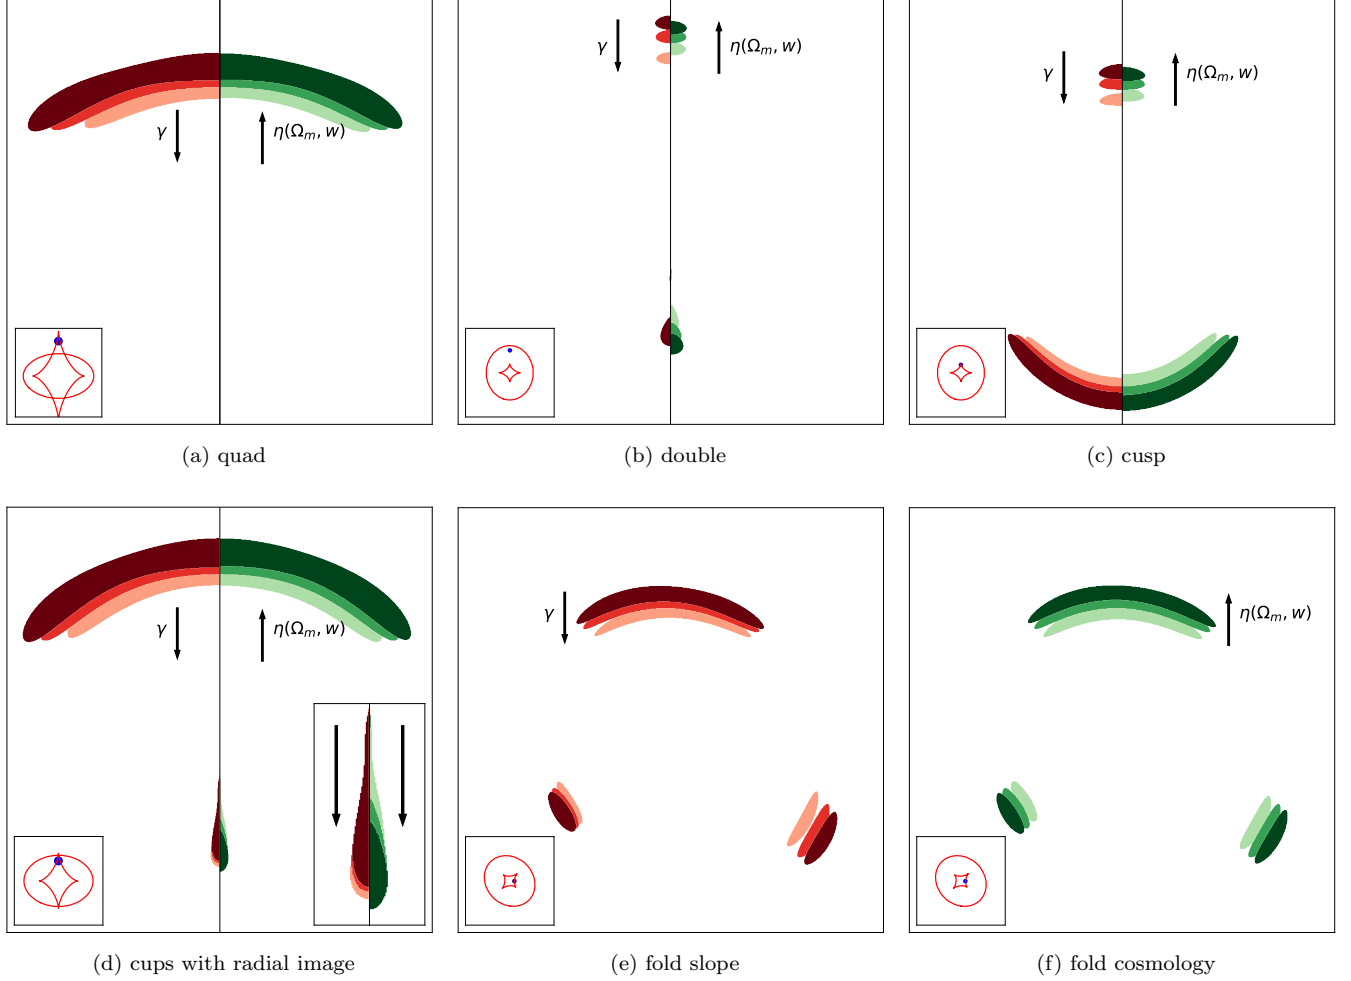 γ
η(Ωₘ, w)
(a) quad
γ
η(Ωₘ, w)
(b) double
γ
η(Ωₘ, w)
(c) cusp
γ
η(Ωₘ, w)
(d) cups with radial image
γ
(e) fold slope
η(Ωₘ, w)
(f) fold cosmology